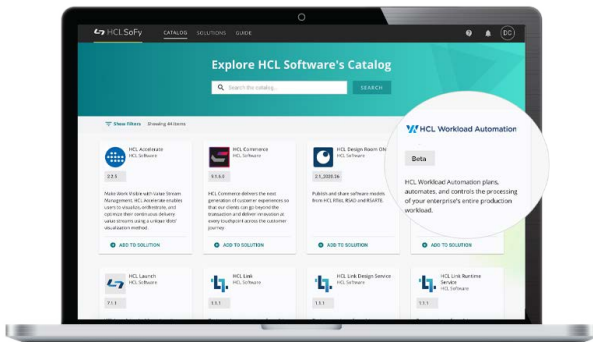 HCL SoFy
CATALOG
SOLUTIONS
GUIDE
DC
Explore HCL Software's Catalog
Search the catalog...
SEARCH
Show Filters
Showing 44 items
HCL Accelerate
HCL Software
2.2.5
Make Work Visible with Value Stream
Management. HCL Accelerate enables
users to visualize, orchestrate, and
optimize their continuous delivery
value streams using a unique 'dots'
visualization method.
ADD TO SOLUTION
HCL Commerce
HCL Software
9.1.6.0
HCL Commerce delivers the next
generation of customer experiences so
that our clients can go beyond the
transaction and deliver innovation at
every touchpoint across the customer
journey.
ADD TO SOLUTION
HCL Design Room ON
HCL Software
Publish and share software models
from HCL RTist, RSAD and RSARTE.
ADD TO SOLUTION
HCL Workload Automation
Beta
HCL Workload Automation plans,
automates, and controls the processing
of your enterprise's entire production
workload.
ADD TO SOLUTION
HCL Launch
HCL Software
7.1.1
HCL Link
HCL Software
1.1.1
HCL Link Design Service
HCL Software
1.1.1
HCL Link Runtime
Service
HCL Software
1.1.1